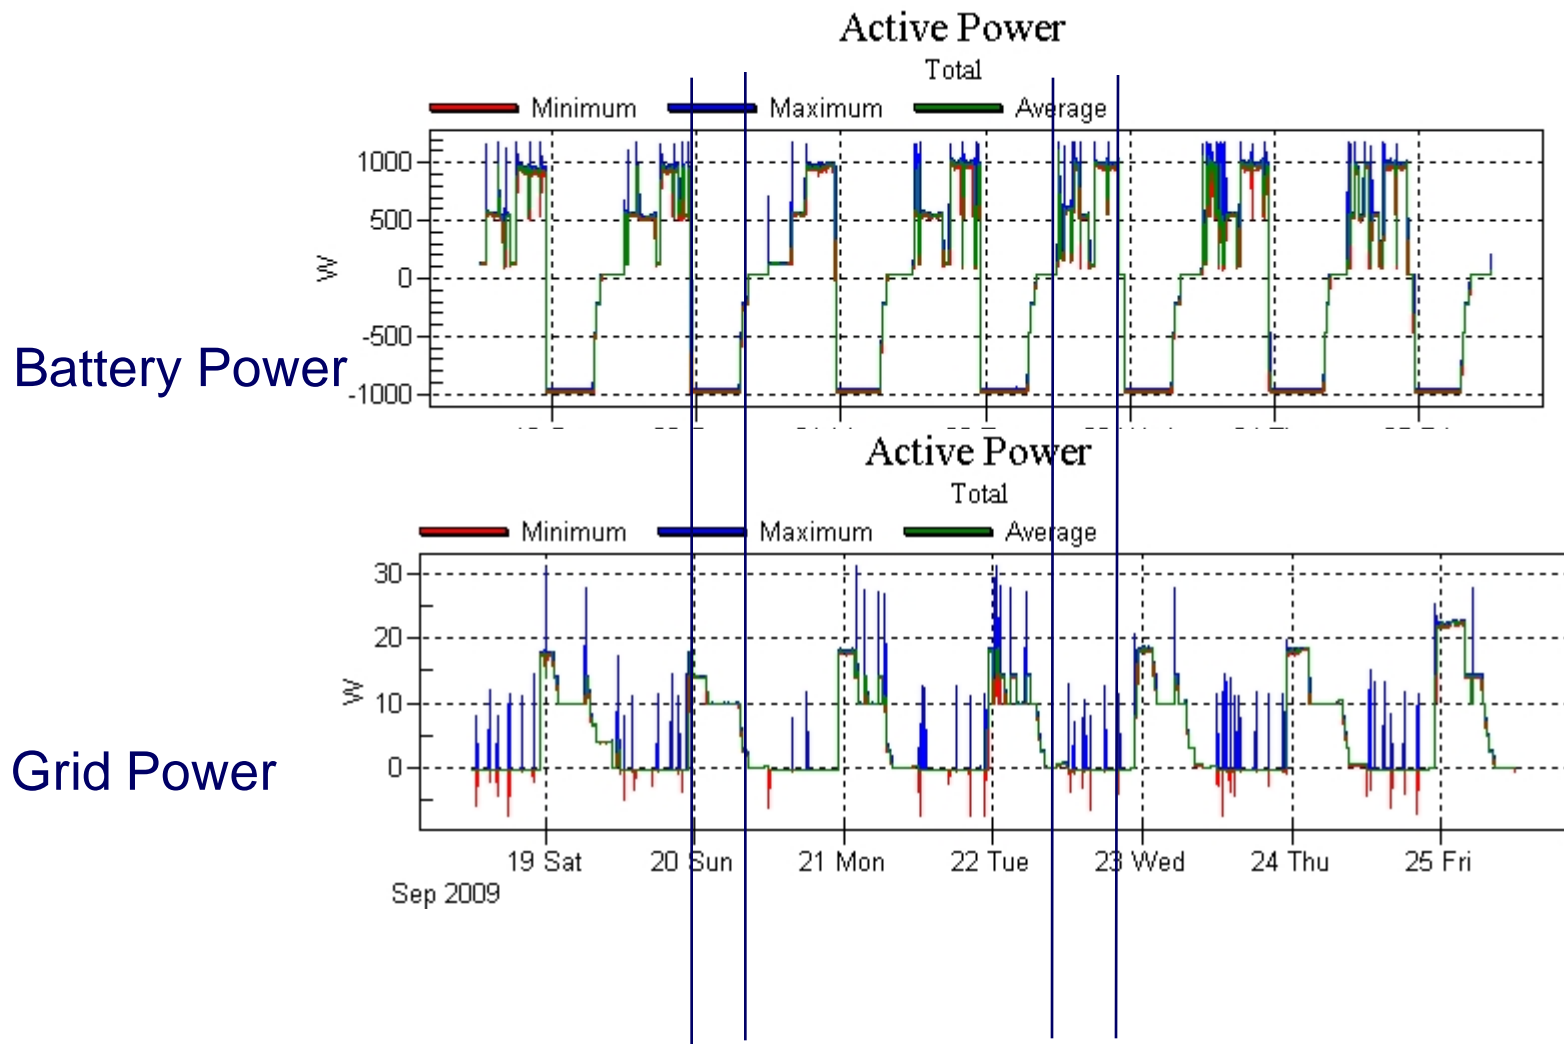 Active Power
Total
Minimum Maximum Average
1000
500
0
-500
-1000
W
Battery Power
Active Power
Total
Minimum Maximum Average
30
20
10
0
W
Grid Power
19 Sat 20 Sun 21 Mon 22 Tue 23 Wed 24 Thu 25 Fri
Sep 2009